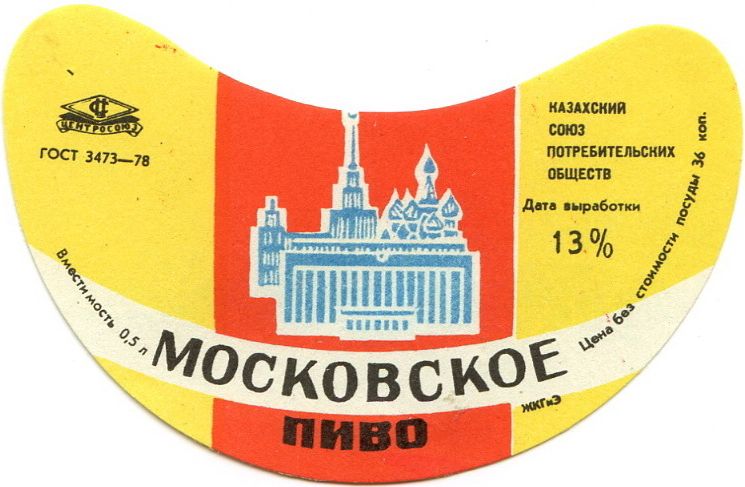 ЦЕНТРОСОЮЗ
ГОСТ 3473—78
Вместимость 0,5 л
КАЗАХСКИЙ
СОЮЗ
ПОТРЕБИТЕЛЬСКИХ
ОБЩЕСТВ
Дата выработки
13%
Цена без стоимости посуды 36 коп.
МОСКОВСКОЕ
ПИВО
ЖКГиЭ